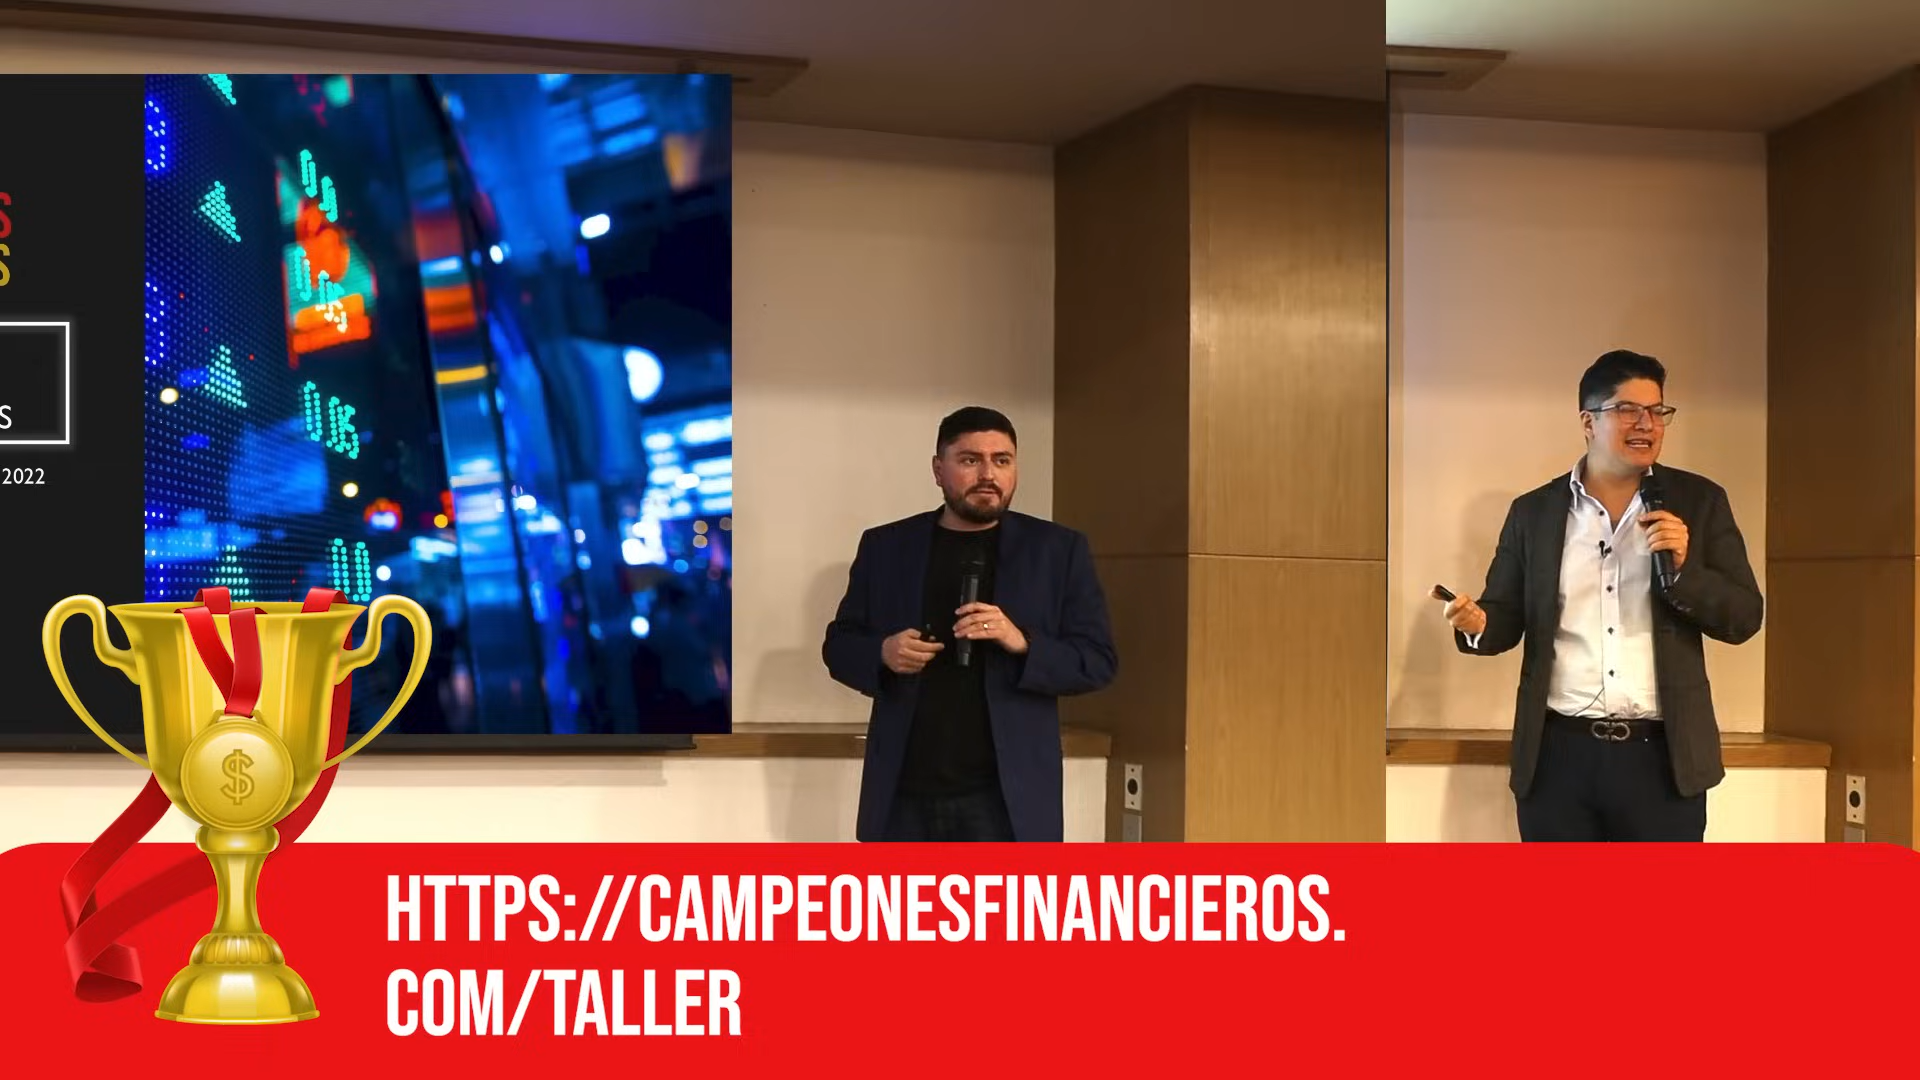 S
S
S
2022
HTTPS://CAMPEONESFINANCIEROS.
COM/TALLER
$